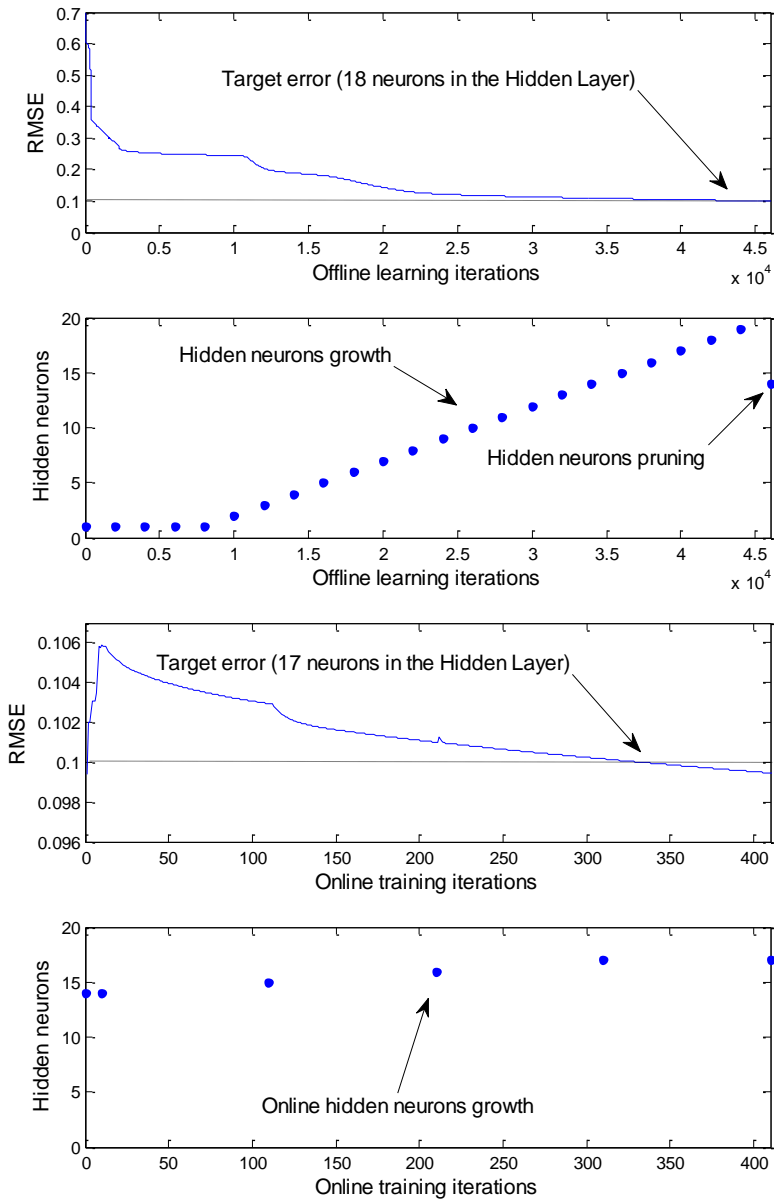 0.7
0.6
0.5
0.4
0.3
0.2
0.1
0
RMSE
Target error (18 neurons in the Hidden Layer)
0 0.5 1 1.5 2 2.5 3 3.5 4 4.5
Offline learning iterctions
x 10^4
20
15
10
5
0
Hidden neurons
Hidden neurons growth
Hidden neurons pruning
0 0.5 1 1.5 2 2.5 3 3.5 4 4.5
Offline learning iterctions
x 10^4
0.106
0.104
0.102
0.1
0.098
0.096
RMSE
Target error (17 neurons in the Hidden Layer)
0 50 100 150 200 250 300 350 400
Online training iterctions
20
15
10
5
0
Hidden neurons
Online hidden neurons growth
0 50 100 150 200 250 300 350 400
Online training iterctions